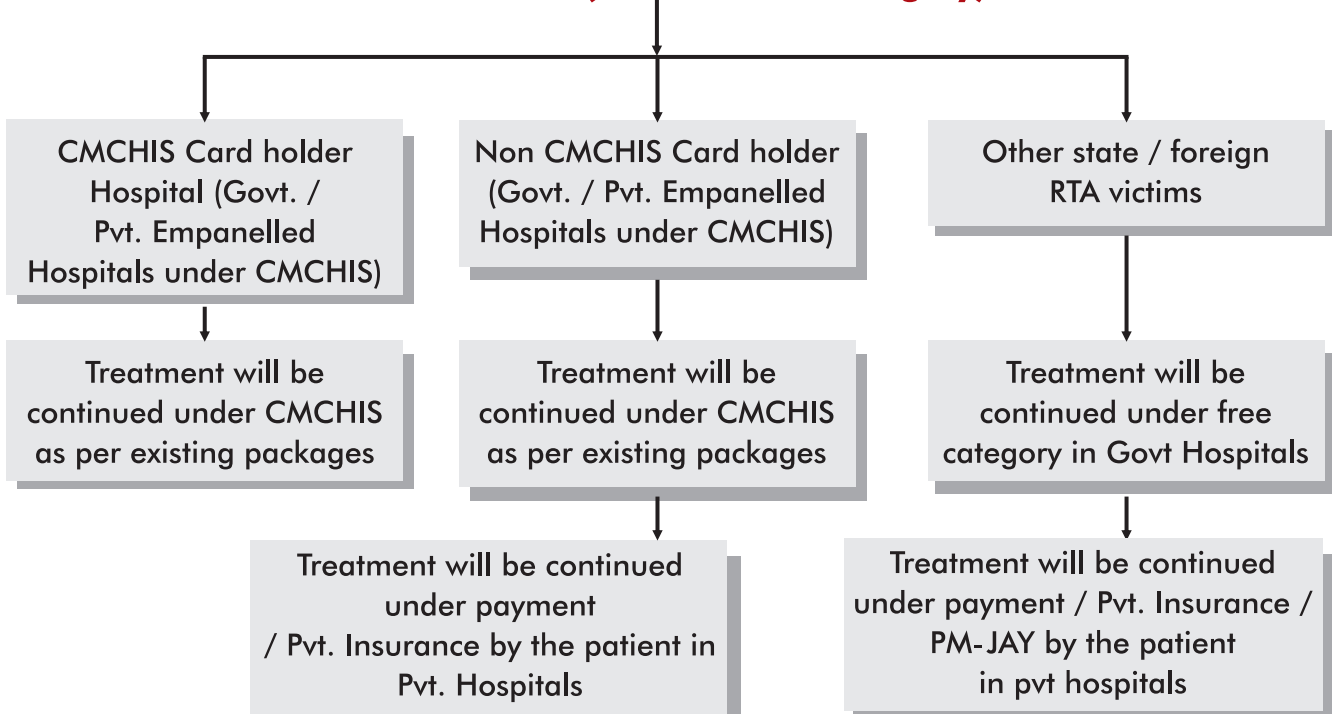 CMCHIS Card holder
Hospital (Govt. /
Pvt. Empanelled
Hospitals under CMCHIS)
Non CMCHIS Card holder
(Govt. / Pvt. Empanelled
Hospitals under CMCHIS)
Other state / foreign
RTA victims
Treatment will be
continued under CMCHIS
as per existing packages
Treatment will be
continued under CMCHIS
as per existing packages
Treatment will be
continued under free
category in Govt Hospitals
Treatment will be continued
under payment
/ Pvt. Insurance by the patient in
Pvt. Hospitals
Treatment will be continued
under payment / Pvt. Insurance /
PM-JAY by the patient
in pvt hospitals